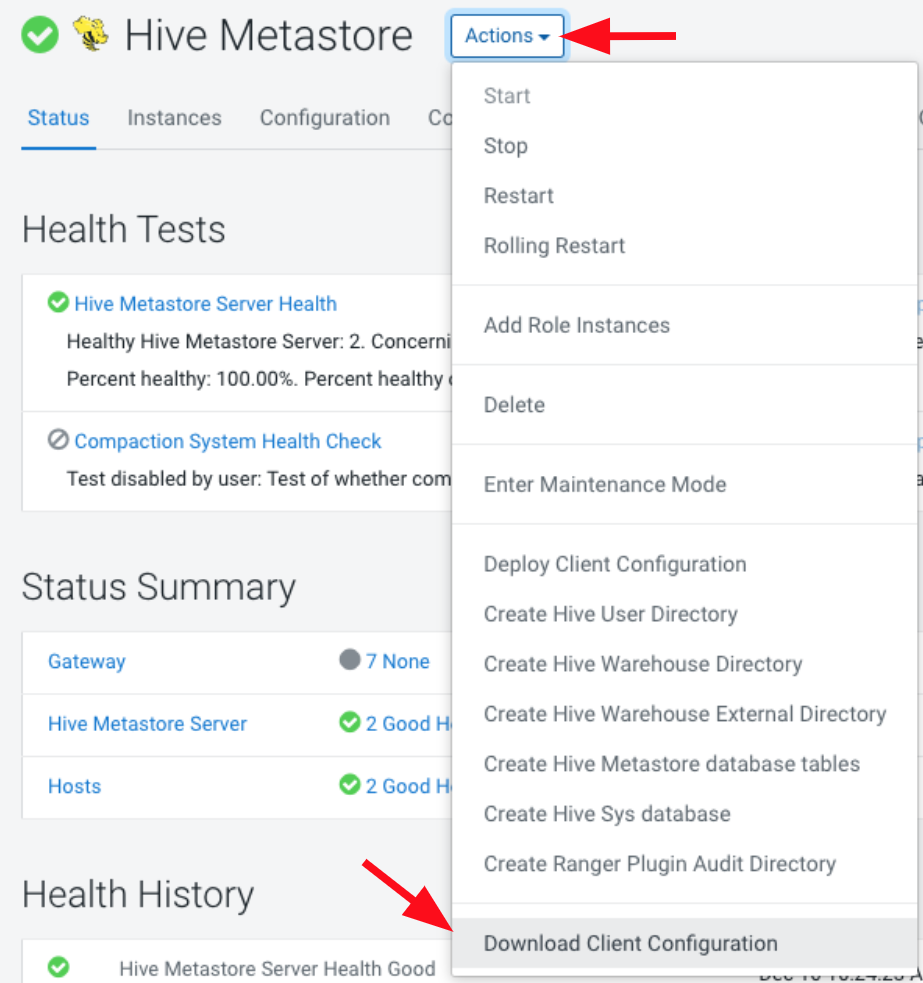 Hive Metastore
Actions
Status Instances Configuration
Start
Stop
Restart
Rolling Restart
Add Role Instances
Delete
Enter Maintenance Mode
Deploy Client Configuration
Create Hive User Directory
Create Hive Warehouse Directory
Create Hive Warehouse External Directory
Create Hive Metastore database tables
Create Hive Sys database
Create Ranger Plugin Audit Directory
Download Client Configuration
Health Tests
Hive Metastore Server Health
Healthy Hive Metastore Server: 2.
Percent healthy: 100.00%. Percent healthy
Compaction System Health Check
Test disabled by user: Test of whether
Status Summary
Gateway 7 None
Hive Metastore Server 2 Good
Hosts 2 Good
Health History
Hive Metastore Server Health Good